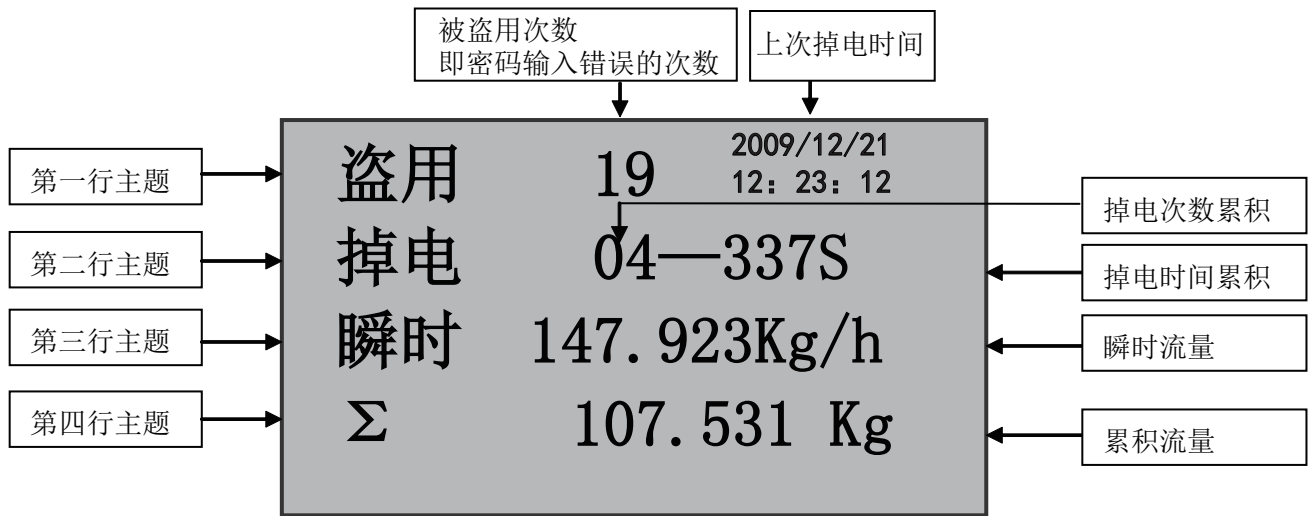 被盗用次数
即密码输入错误的次数
上次掉电时间
第一行主题
盗用 19
2009/12/21
12：23：12
掉电次数累积
第二行主题
掉电 04—337S
掉电时间累积
第三行主题
瞬时 147.923Kg/h
瞬时流量
第四行主题
Σ 107.531 Kg
累积流量